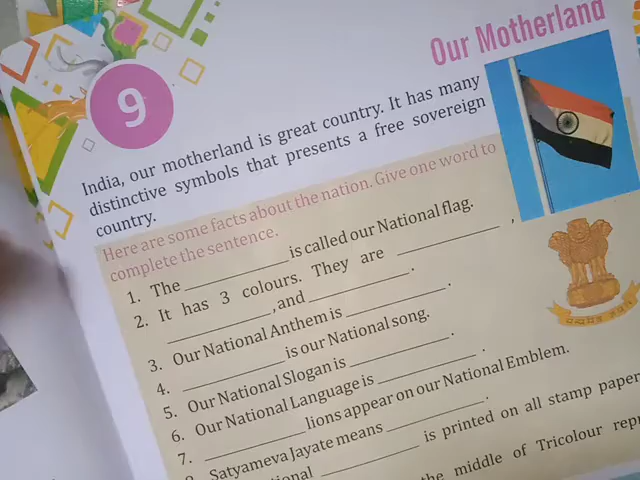 Our Motherland
9
India, our motherland is great country. It has many
distinctive symbols that presents a free sovereign
country.
Here are some facts about the nation. Give one word to
complete the sentence.
1. The ____________ is called our National flag.
2. It has 3 colours. They are ____________ ,
____________ ,and ____________ .
3. Our National Anthem is ____________ .
4. ____________ is our National song.
5. Our National Slogan is ____________ .
6. Our National Language is ____________ .
7. ____________ lions appear on our National Emblem.
Satyameva Jayate means ____________ .
____________ is printed on all stamp paper
the middle of Tricolour